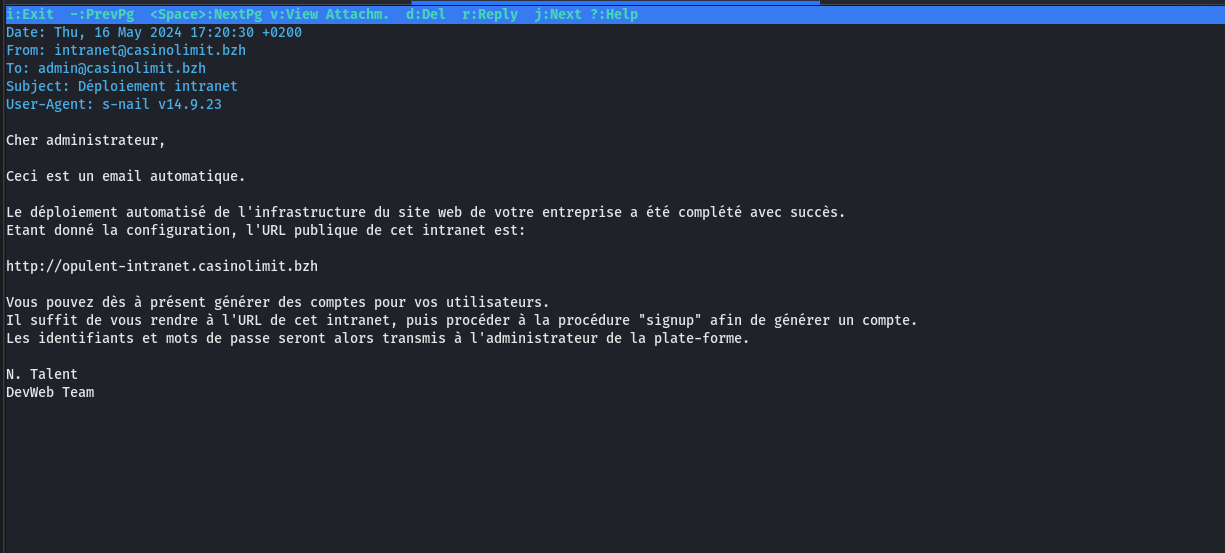 i:Exit  -:PrevPg  <Space>:NextPg v:View Attachm.  d:Del  r:Reply  j:Next ?:Help
Date: Thu, 16 May 2024 17:20:30 +0200
From: intranet@casinolimit.bzh
To: admin@casinolimit.bzh
Subject: Déploiement intranet
User-Agent: s-nail v14.9.23

Cher administrateur,

Ceci est un email automatique.

Le déploiement automatisé de l'infrastructure du site web de votre entreprise a été complété avec succès.
Etant donné la configuration, l'URL publique de cet intranet est:

http://opulent-intranet.casinolimit.bzh

Vous pouvez dès à présent générer des comptes pour vos utilisateurs.
Il suffit de vous rendre à l'URL de cet intranet, puis procéder à la procédure "signup" afin de générer un compte.
Les identifiants et mots de passe seront alors transmis à l'administrateur de la plate-forme.

N. Talent
DevWeb Team